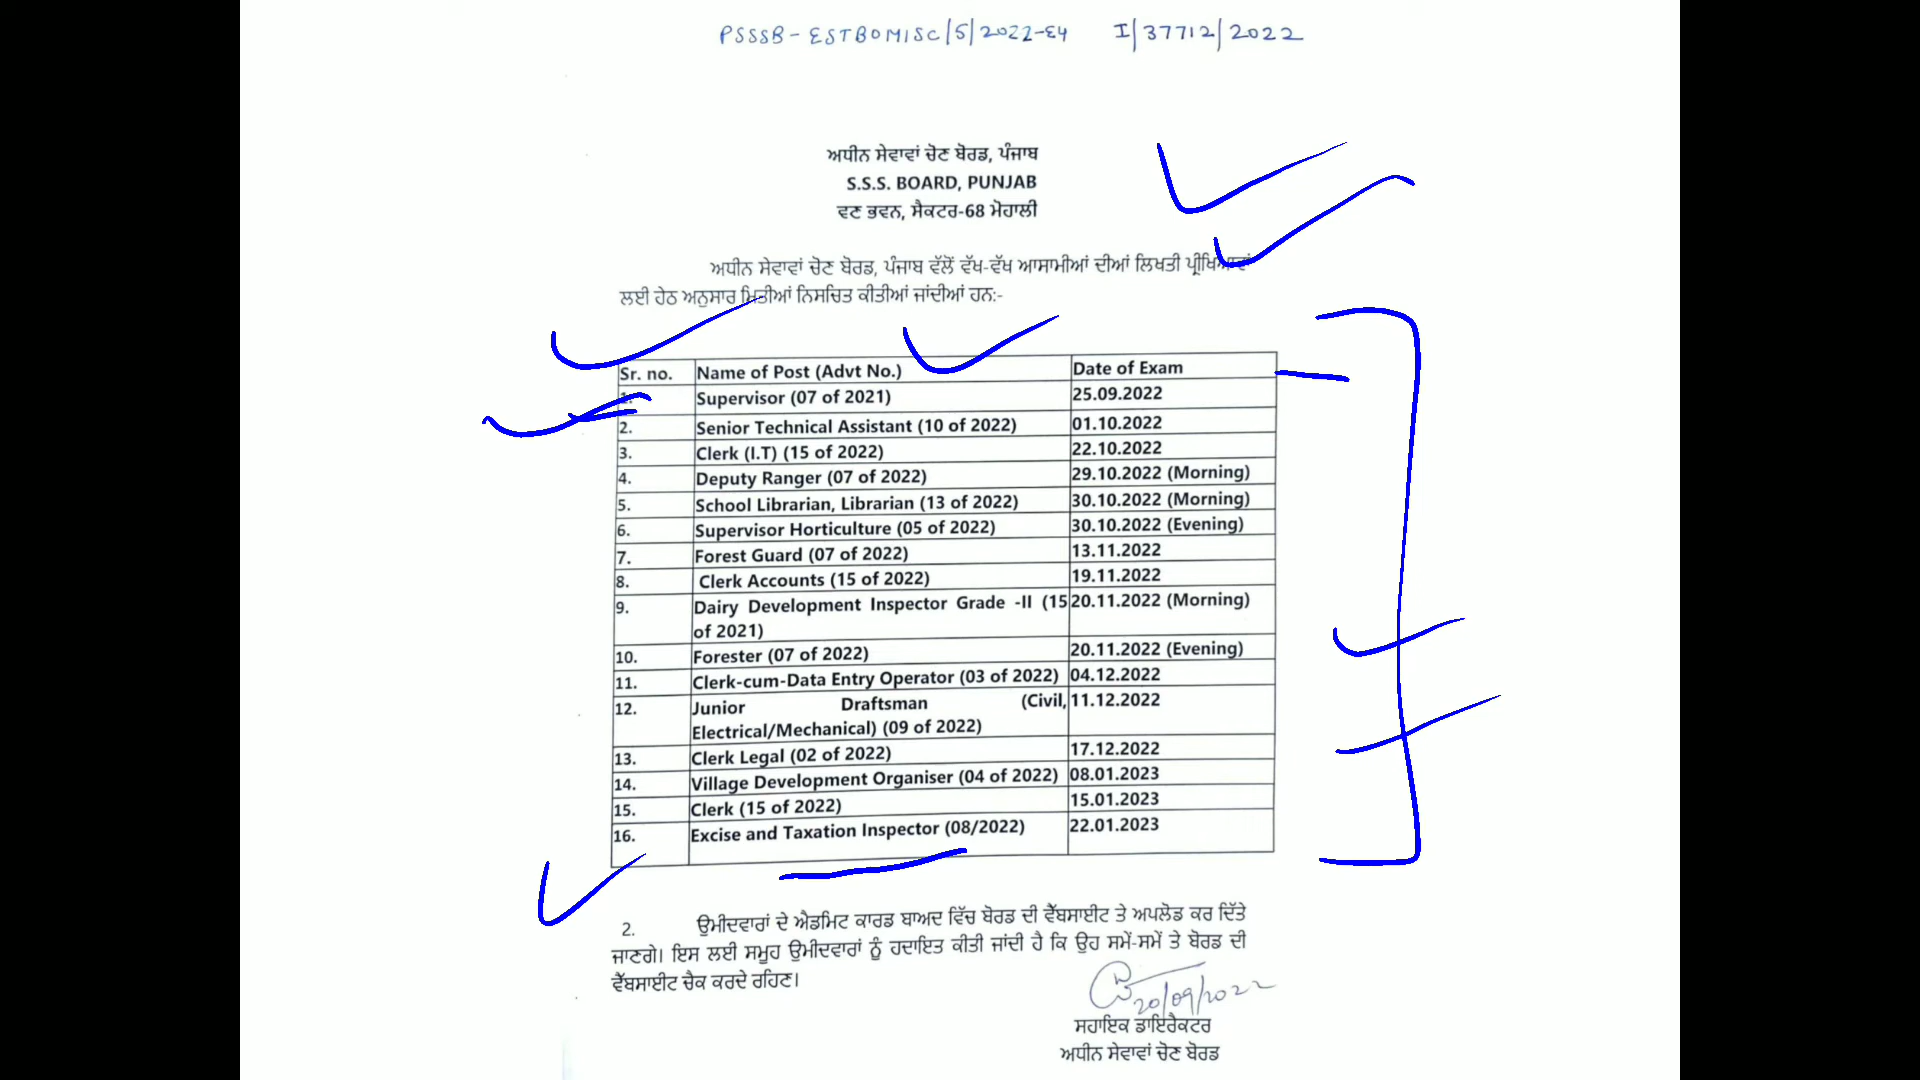 PSSSB-ESTB0MISC/5/2022-E4 I/37712/2022
ਅਧੀਨ ਸੇਵਾਵਾਂ ਚੋਣ ਬੋਰਡ, ਪੰਜਾਬ
S.S.S. BOARD, PUNJAB
ਵਣ ਭਵਨ, ਸੈਕਟਰ-68 ਮੋਹਾਲੀ
ਅਧੀਨ ਸੇਵਾਵਾਂ ਚੋਣ ਬੋਰਡ, ਪੰਜਾਬ ਵੱਲੋਂ ਵੱਖ-ਵੱਖ ਆਸਾਮੀਆਂ ਦੀਆਂ ਲਿਖਤੀ ਪ੍ਰੀਖਿਆਵਾਂ
ਲਈ ਹੇਠ ਅਨੁਸਾਰ ਮਿਤੀਆਂ ਨਿਸਚਿਤ ਕੀਤੀਆਂ ਜਾਂਦੀਆਂ ਹਨ:-
Sr. no. Name of Post (Advt No.) Date of Exam
1. Supervisor (07 of 2021) 25.09.2022
2. Senior Technical Assistant (10 of 2022) 01.10.2022
3. Clerk (I.T) (15 of 2022) 22.10.2022
4. Deputy Ranger (07 of 2022) 29.10.2022 (Morning)
5. School Librarian, Librarian (13 of 2022) 30.10.2022 (Morning)
6. Supervisor Horticulture (05 of 2022) 30.10.2022 (Evening)
7. Forest Guard (07 of 2022) 13.11.2022
8. Clerk Accounts (15 of 2022) 19.11.2022
9. Dairy Development Inspector Grade -II (15 20.11.2022 (Morning)
of 2021)
10. Forester (07 of 2022) 20.11.2022 (Evening)
11. Clerk-cum-Data Entry Operator (03 of 2022) 04.12.2022
12. Junior Draftsman (Civil, 11.12.2022
Electrical/Mechanical) (09 of 2022)
13. Clerk Legal (02 of 2022) 17.12.2022
14. Village Development Organiser (04 of 2022) 08.01.2023
15. Clerk (15 of 2022) 15.01.2023
16. Excise and Taxation Inspector (08/2022) 22.01.2023
2. ਉਮੀਦਵਾਰਾਂ ਦੇ ਐਡਮਿਟ ਕਾਰਡ ਬਾਅਦ ਵਿੱਚ ਬੋਰਡ ਦੀ ਵੈੱਬਸਾਈਟ ਤੇ ਅਪਲੋਡ ਕਰ ਦਿੱਤੇ
ਜਾਣਗੇ। ਇਸ ਲਈ ਸਮੂਹ ਉਮੀਦਵਾਰਾਂ ਨੂੰ ਹਦਾਇਤ ਕੀਤੀ ਜਾਂਦੀ ਹੈ ਕਿ ਉਹ ਸਮੇਂ-ਸਮੇਂ ਤੇ ਬੋਰਡ ਦੀ
ਵੈੱਬਸਾਈਟ ਚੈਕ ਕਰਦੇ ਰਹਿਣ।
20/09/2022
ਸਹਾਇਕ ਡਾਇਰੈਕਟਰ
ਅਧੀਨ ਸੇਵਾਵਾਂ ਚੋਣ ਬੋਰਡ